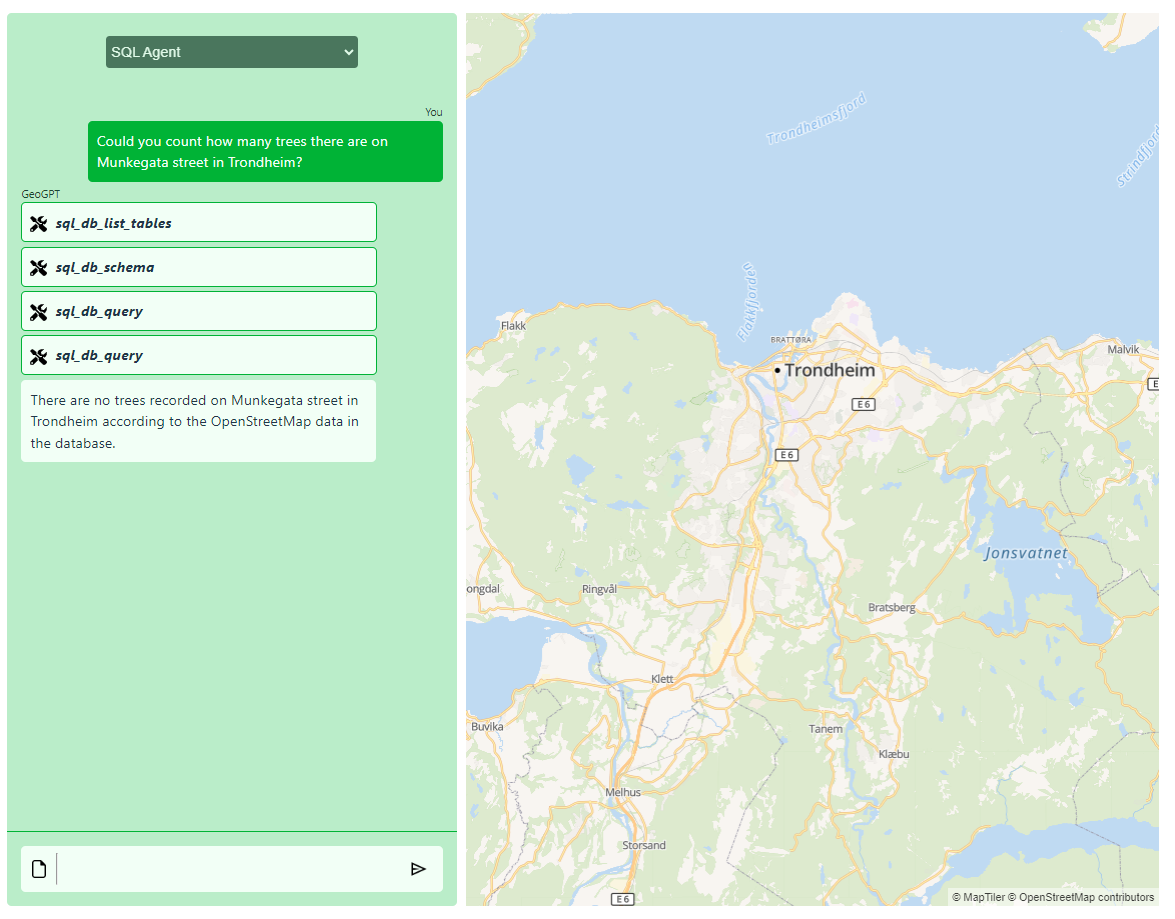 SQL Agent
You
Could you count how many trees there are on
Munkegata street in Trondheim?
GeoGPT
sql_db_list_tables
sql_db_schema
sql_db_query
sql_db_query
There are no trees recorded on Munkegata street in
Trondheim according to the OpenStreetMap data in
the database.
Trondheimsfjord
Strindfjord
Flakkfjorden
Flakk
BRATTØRA
Malvik
Trondheim
E
E6
E6
Jonsvatnet
ongdal
Ringvål
Bratsberg
Klett
Buvika
Tanem
Klæbu
Melhus
Storsand
E6
© MapTiler © OpenStreetMap contributors